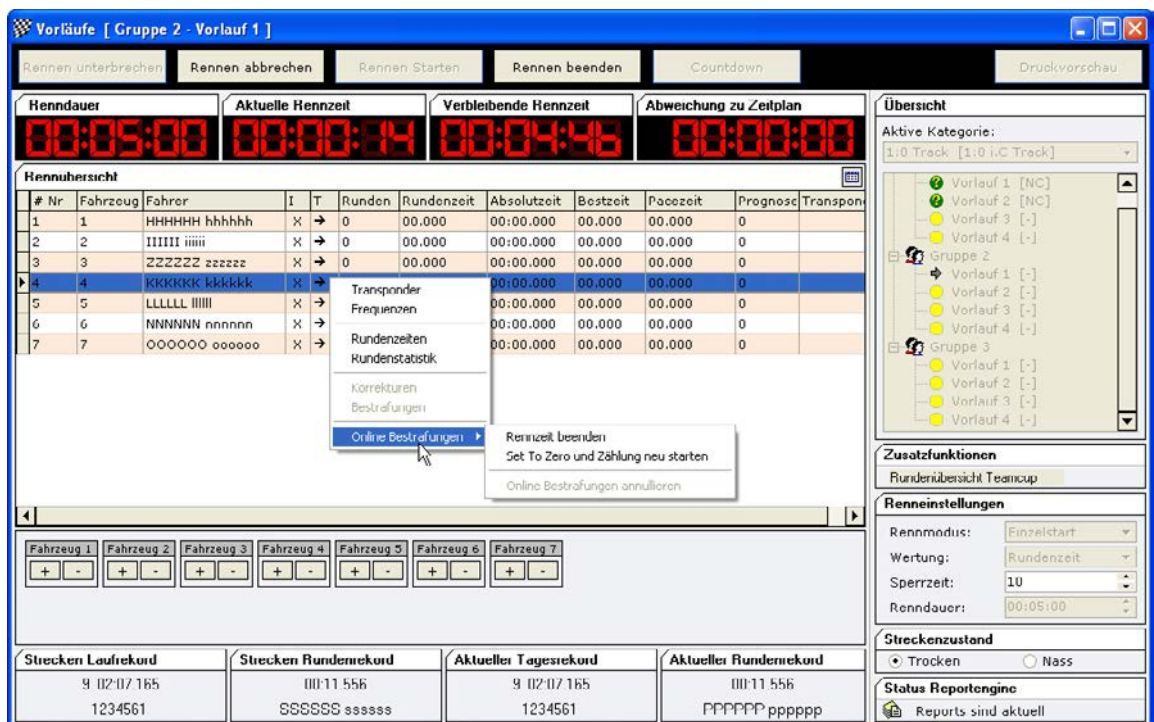 Vorläufe [ Gruppe 2 - Vorlauf 1 ]
Rennen unterbrechen Rennen abbrechen Rennen Starten Rennen beenden Countdown Druckvorschau
Renndauer Aktuelle Rennzeit Verbleibende Rennzeit Abweichung zu Zeitplan
00:05:00 00:00:14 00:04:46 00:00:00
Rennübersicht
# Nr Fahrzeug Fahrer I T Runden Rundenzeit Absolutzeit Bestzeit Pacezeit Prognose Transpon
1 1 HHHHHH hhhhhh X → 0 00.000 00:00.000 00.000 00.000 0
2 2 IIIIII iiiiii X → 0 00.000 00:00.000 00.000 00.000 0
3 3 ZZZZZZ zzzzzz X → 0 00.000 00:00.000 00.000 00.000 0
4 4 KKKKKK kkkkkk X → 00:00.000 00.000 00.000 0
5 5 LLLLLL llllll X → 00:00.000 00.000 00.000 0
6 6 NNNNNN nnnnnn X → 00:00.000 00.000 00.000 0
7 7 OOOOOO oooooo X → 00:00.000 00.000 00.000 0
Transponder
Frequenzen
Rundenzeiten
Rundenstatistik
Korrekturen
Bestrafungen
Online Bestrafungen
Rennzeit beenden
Set To Zero und Zählung neu starten
Online Bestrafungen annullieren
Fahrzeug 1 Fahrzeug 2 Fahrzeug 3 Fahrzeug 4 Fahrzeug 5 Fahrzeug 6 Fahrzeug 7
+ - + - + - + - + - + - + -
Strecken Laufrekord Strecken Rundenrekord Aktueller Tagesrekord Aktueller Rundenrekord
9 02:07.165 00:11.556 9 02:07.165 00:11.556
1234561 SSSSSS ssssss 1234561 PPPPPP pppppp
Übersicht
Aktive Kategorie:
1:0 Track [1:0 i.C Track]
Vorlauf 1 [NC]
Vorlauf 2 [NC]
Vorlauf 3 [-]
Vorlauf 4 [-]
Gruppe 2
Vorlauf 1 [-]
Vorlauf 2 [-]
Vorlauf 3 [-]
Vorlauf 4 [-]
Gruppe 3
Vorlauf 1 [-]
Vorlauf 2 [-]
Vorlauf 3 [-]
Vorlauf 4 [-]
Zusatzfunktionen
Rundenübersicht Teamcup
Renneinstellungen
Rennmodus: Einzelstart
Wertung: Rundenzeit
Sperrzeit: 10
Renndauer: 00:05:00
Streckenzustand
Trocken Nass
Status Reportengine
Reports sind aktuell